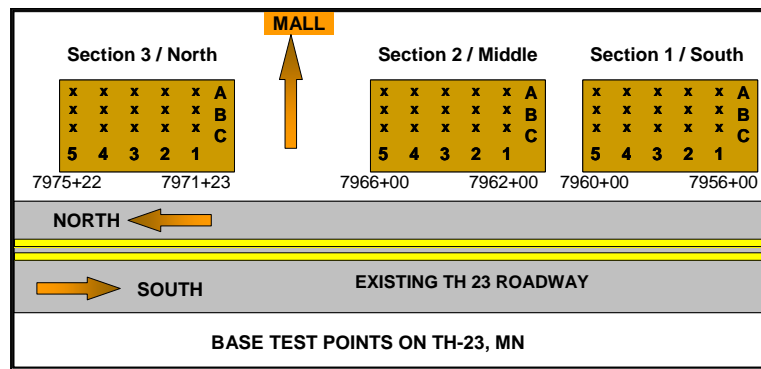 MALL
Section 3 / North
x x x x x A
x x x x x B
x x x x x C
5 4 3 2 1
7975+22 7971+23
Section 2 / Middle
x x x x x A
x x x x x B
x x x x x C
5 4 3 2 1
7966+00 7962+00
Section 1 / South
x x x x x A
x x x x x B
x x x x x C
5 4 3 2 1
7960+00 7956+00
NORTH
SOUTH
EXISTING TH 23 ROADWAY
BASE TEST POINTS ON TH-23, MN